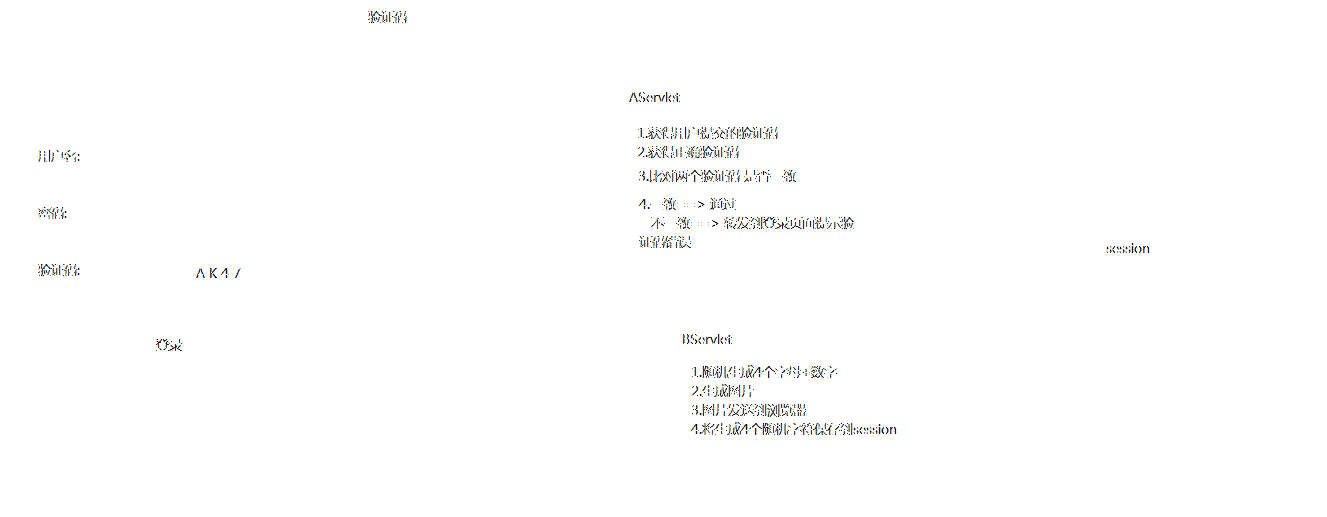 验证码
AServlet
1.获得用户提交的验证码
2.获得正确验证码
3.比对两个验证码是否一致
4.一致==> 通过
不一致==> 转发到登录页面提示验
证码错误
用户名:
密码:
验证码:
A K 4 7
登录
session
BServlet
1.随机生成4个字母+数字
2.生成图片
3.图片发送到浏览器
4.将生成4个随机字符保存到session